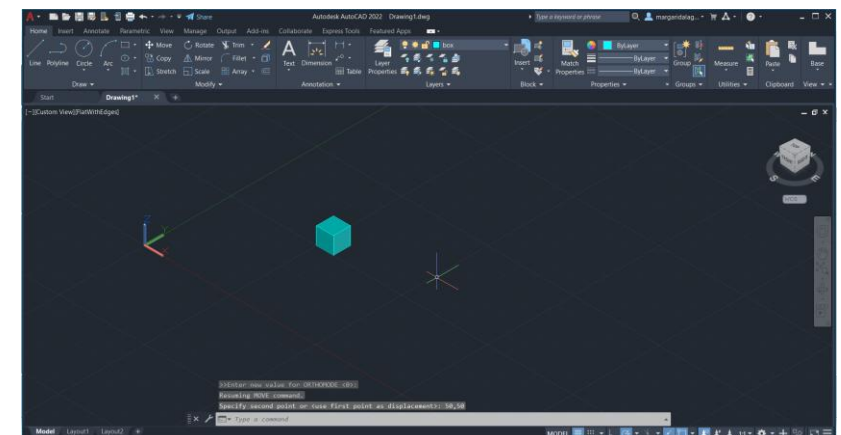 Share Autodesk AutoCAD 2022 Drawing1.dwg Type a keyword or phrase margaridalag...
Home Insert Annotate Parametric View Manage Output Add-ins Collaborate Express Tools Featured Apps
Move Rotate Trim box ByLayer
Line Polyline Circle Arc Copy Mirror Fillet Text Dimension Layer Properties Insert Match Properties ByLayer Group Measure Paste Base
Stretch Scale Array Table ByLayer
Draw Modify Annotation Layers Block Properties Groups Utilities Clipboard View
Start Drawing1*
[-][Custom View][FlatWithEdges]
Z
Y
>>Enter new value for ORTHOMODE <0>:
Resuming MOVE command.
Specify second point or <use first point as displacement>: 50,50
Type a command
Model Layout1 Layout2 MODEL 1:1